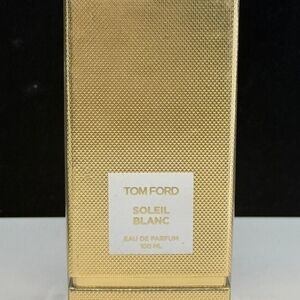 TOM FORD
SOLEIL
BLANC
EAU DE PARFUM
100 ML